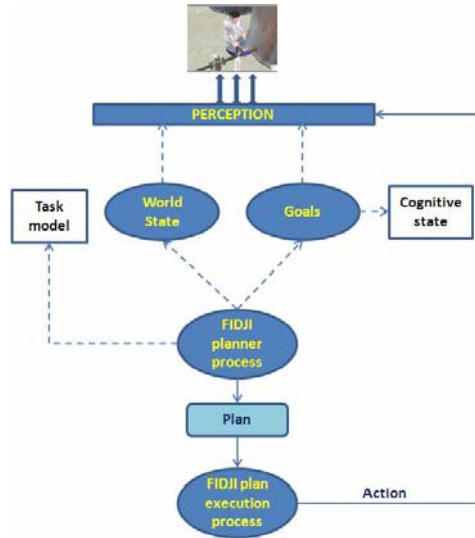 PERCEPTION
Task
model
World
State
Goals
Cognitive
state
FIDJI
planner
process
Plan
FIDJI plan
execution
process
Action